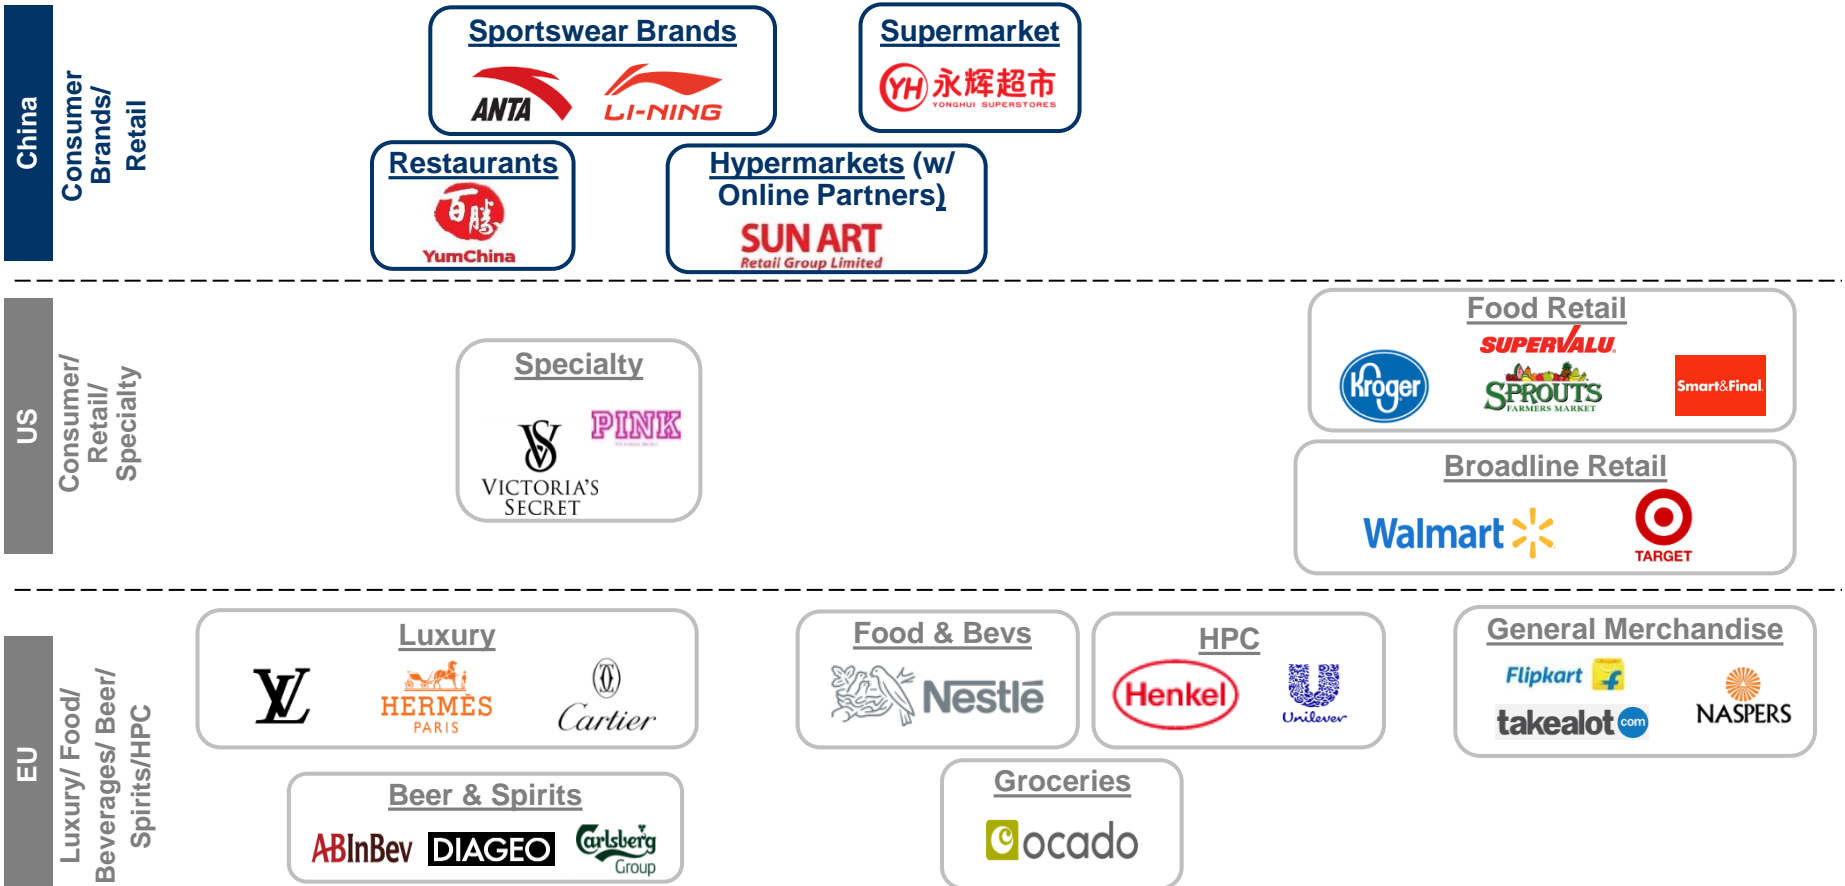 China
Consumer
Brands/
Retail
Sportswear Brands
ANTA
LI-NING
Supermarket
YH 永辉超市
YONGHUI SUPERSTORES
Restaurants
百胜
YumChina
Hypermarkets (w/
Online Partners)
SUN ART
Retail Group Limited
US
Consumer/
Retail/
Specialty
Specialty
VS
VICTORIA'S
SECRET
PINK
Food Retail
Kroger
SUPERVALU
SPROUTS
FARMERS MARKET
Smart&Final.
Broadline Retail
Walmart
TARGET
EU
Luxury/ Food/
Beverages/ Beer/
Spirits/HPC
Luxury
LV
HERMÈS
PARIS
Cartier
Food & Bevs
Nestlé
HPC
Henkel
Unilever
General Merchandise
Flipkart f
takealot com
NASPERS
Beer & Spirits
ABInBev
DIAGEO
Carlsberg
Group
Groceries
ocado